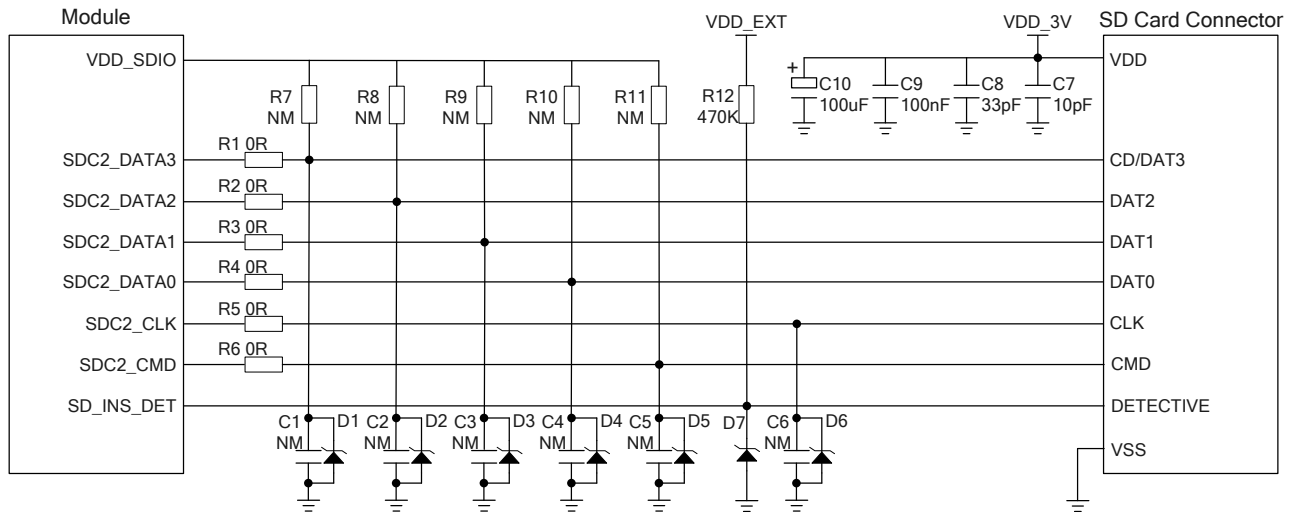 Module
VDD_EXT
VDD_3V
SD Card Connector
VDD_SDIO
VDD
R7
NM
R8
NM
R9
NM
R10
NM
R11
NM
R12
470K
+
C10
100uF
C9
100nF
C8
33pF
C7
10pF
SDC2_DATA3
R1 0R
CD/DAT3
SDC2_DATA2
R2 0R
DAT2
SDC2_DATA1
R3 0R
DAT1
SDC2_DATA0
R4 0R
DAT0
SDC2_CLK
R5 0R
CLK
SDC2_CMD
R6 0R
CMD
SD_INS_DET
DETECTIVE
C1
NM
D1
C2
NM
D2
C3
NM
D3
C4
NM
D4
C5
NM
D5
D7
C6
NM
D6
VSS